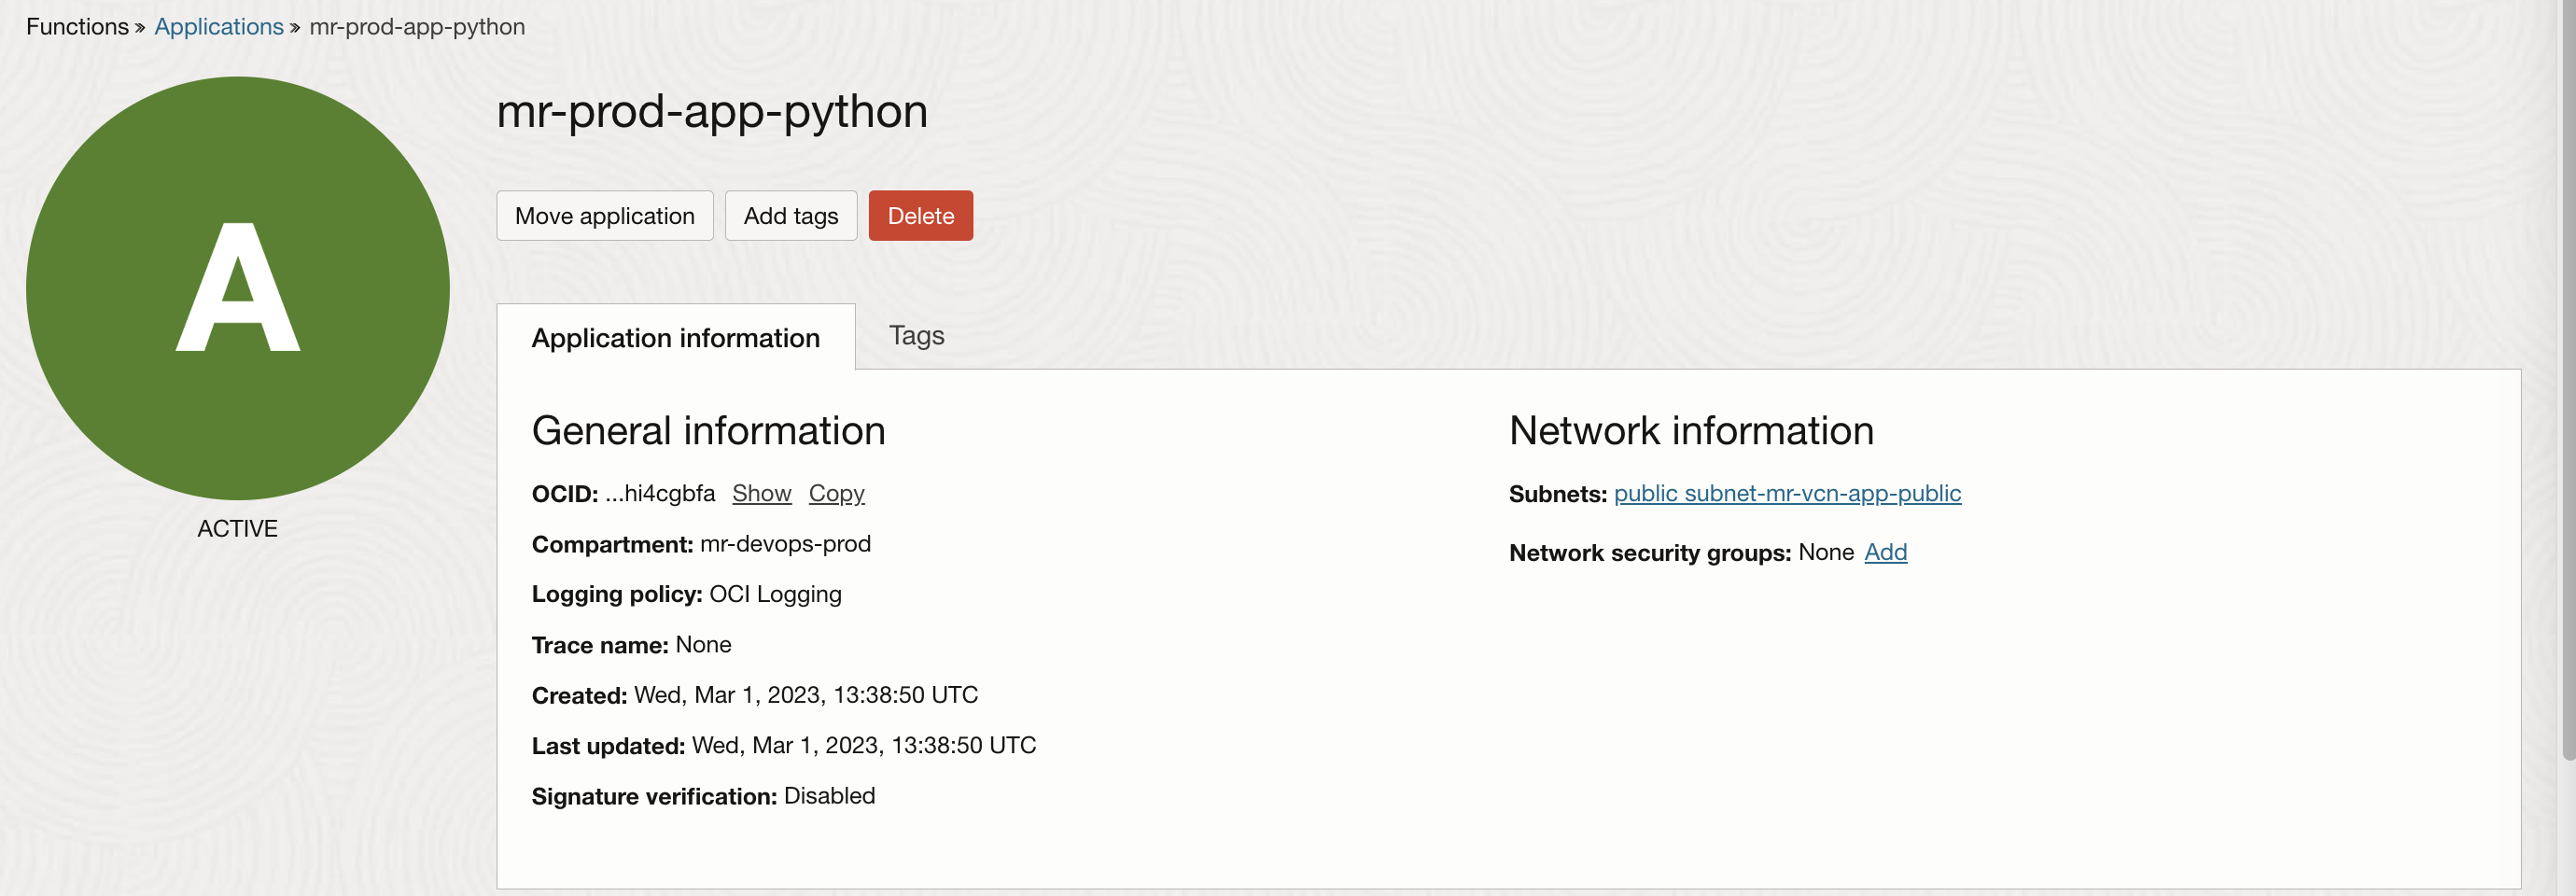 Functions » Applications » mr-prod-app-python
A
ACTIVE
mr-prod-app-python
Move application
Add tags
Delete
Application information
Tags
General information
OCID: ...hi4cgbfa Show Copy
Compartment: mr-devops-prod
Logging policy: OCI Logging
Trace name: None
Created: Wed, Mar 1, 2023, 13:38:50 UTC
Last updated: Wed, Mar 1, 2023, 13:38:50 UTC
Signature verification: Disabled
Network information
Subnets: public subnet-mr-vcn-app-public
Network security groups: None Add